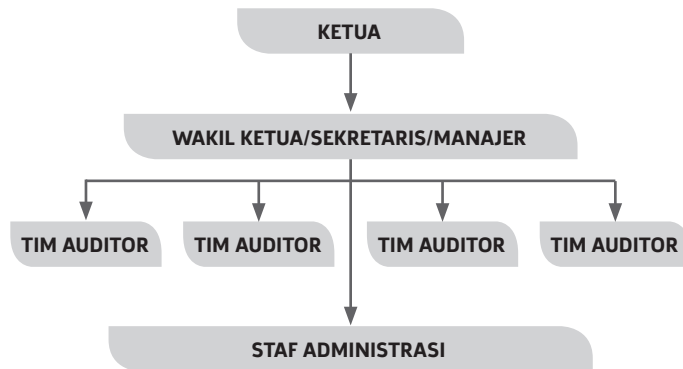 KETUA
WAKIL KETUA/SEKRETARIS/MANAJER
TIM AUDITOR
TIM AUDITOR
TIM AUDITOR
TIM AUDITOR
STAF ADMINISTRASI